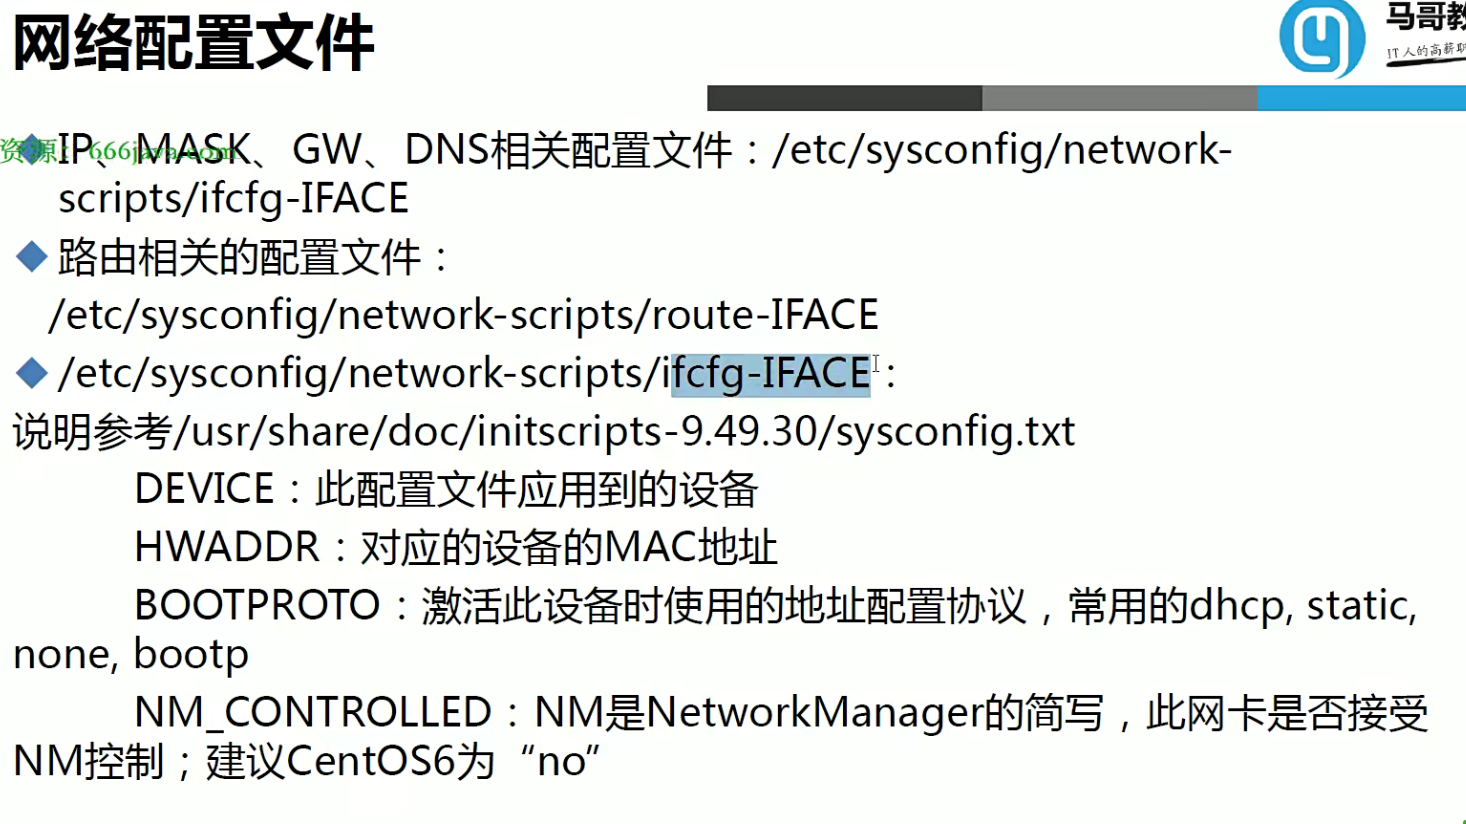 网络配置文件
马哥教
IT人的高薪职
资源：666java.com
IP、MASK、GW、DNS相关配置文件：/etc/sysconfig/network-
scripts/ifcfg-IFACE
路由相关的配置文件：
/etc/sysconfig/network-scripts/route-IFACE
/etc/sysconfig/network-scripts/ifcfg-IFACE：
说明参考/usr/share/doc/initscripts-9.49.30/sysconfig.txt
DEVICE：此配置文件应用到的设备
HWADDR：对应的设备的MAC地址
BOOTPROTO：激活此设备时使用的地址配置协议，常用的dhcp, static,
none, bootp
NM_CONTROLLED：NM是NetworkManager的简写，此网卡是否接受
NM控制；建议CentOS6为“no”